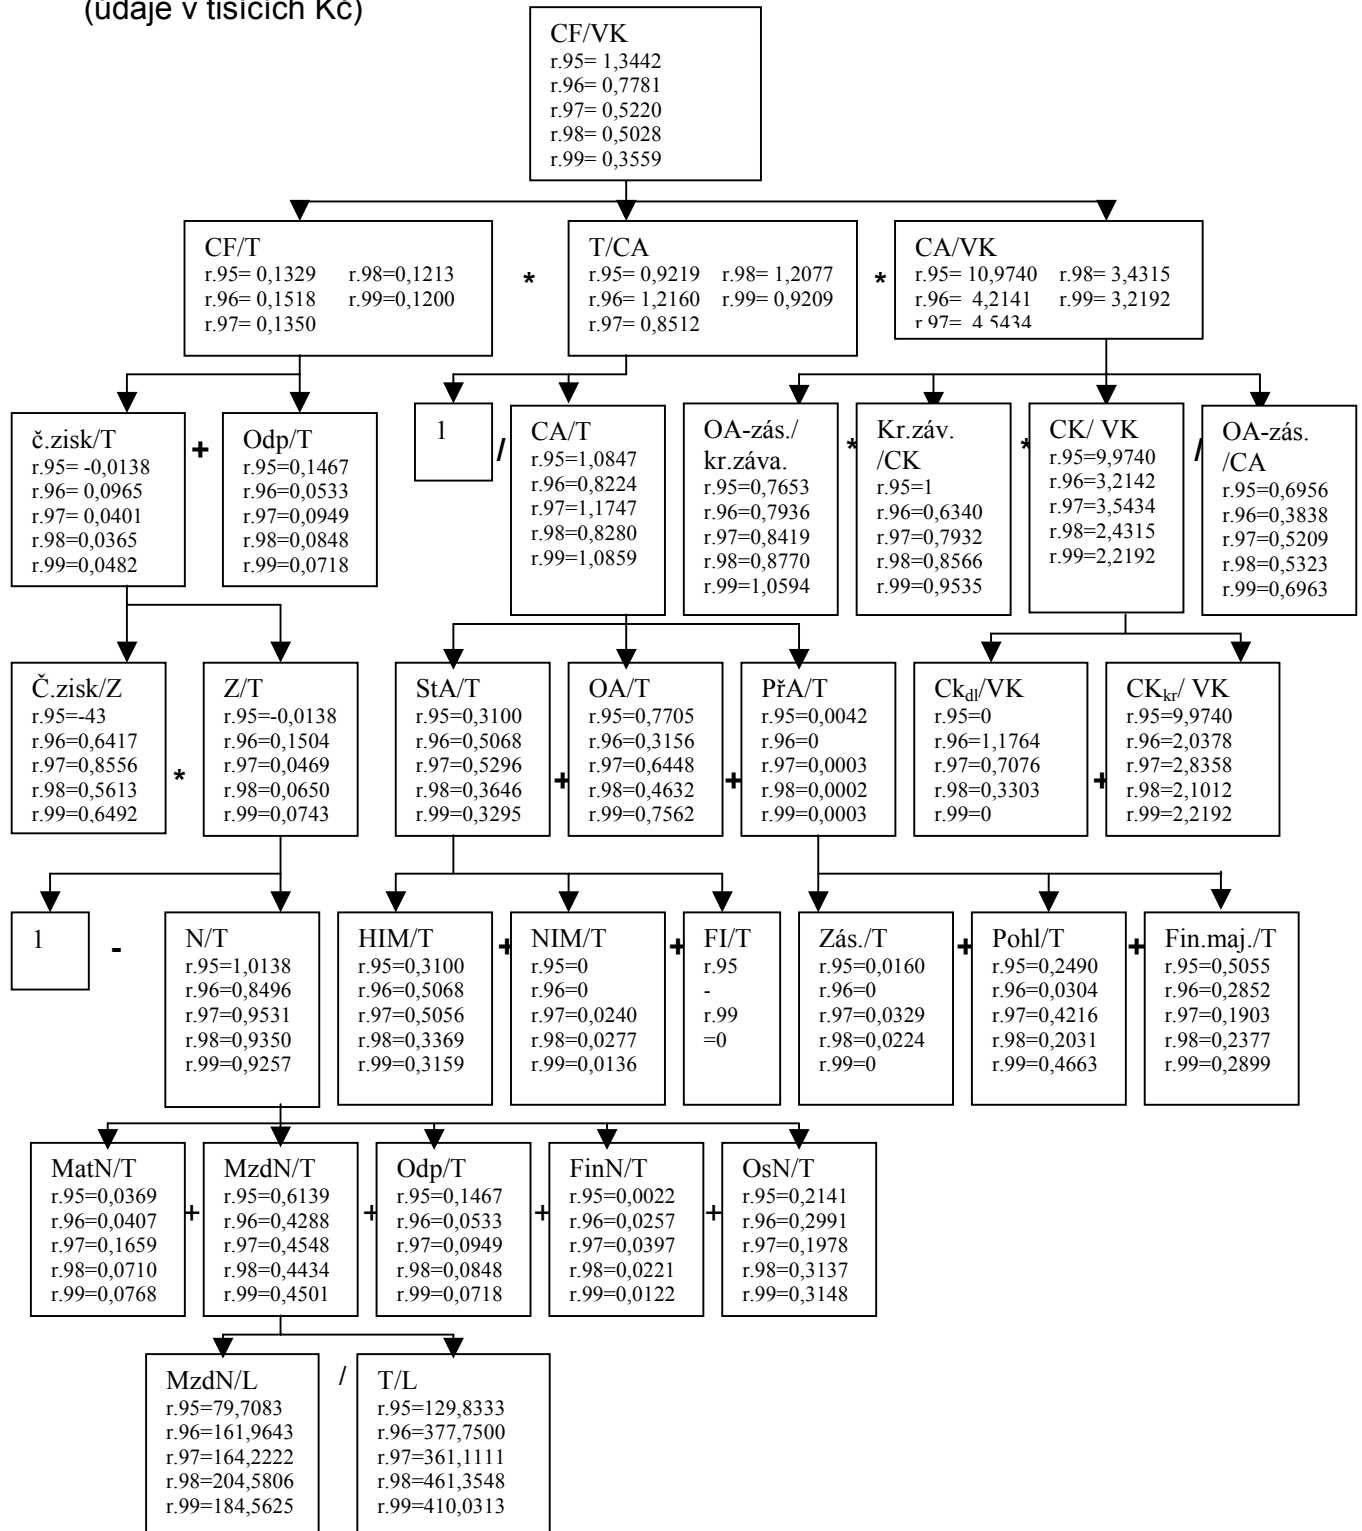 (údaje v tisících Kč)
CF/VK
r.95= 1,3442
r.96= 0,7781
r.97= 0,5220
r.98= 0,5028
r.99= 0,3559
CF/T
r.95= 0,1329 r.98=0,1213
r.96= 0,1518 r.99=0,1200
r.97= 0,1350
*
T/CA
r.95= 0,9219 r.98= 1,2077
r.96= 1,2160 r.99= 0,9209
r.97= 0,8512
*
CA/VK
r.95= 10,9740 r.98= 3,4315
r.96= 4,2141 r.99= 3,2192
r.97= 4,5434
č.zisk/T
r.95= -0,0138
r.96= 0,0965
r.97= 0,0401
r.98=0,0365
r.99=0,0482
+
Odp/T
r.95=0,1467
r.96=0,0533
r.97=0,0949
r.98=0,0848
r.99=0,0718
1
/
CA/T
r.95=1,0847
r.96=0,8224
r.97=1,1747
r.98=0,8280
r.99=1,0859
OA-zás./
kr.záva.
r.95=0,7653
r.96=0,7936
r.97=0,8419
r.98=0,8770
r.99=1,0594
*
Kr.záv.
/CK
r.95=1
r.96=0,6340
r.97=0,7932
r.98=0,8566
r.99=0,9535
*
CK/ VK
r.95=9,9740
r.96=3,2142
r.97=3,5434
r.98=2,4315
r.99=2,2192
/
OA-zás.
/CA
r.95=0,6956
r.96=0,3838
r.97=0,5209
r.98=0,5323
r.99=0,6963
Č.zisk/Z
r.95=-43
r.96=0,6417
r.97=0,8556
r.98=0,5613
r.99=0,6492
*
Z/T
r.95=-0,0138
r.96=0,1504
r.97=0,0469
r.98=0,0650
r.99=0,0743
StA/T
r.95=0,3100
r.96=0,5068
r.97=0,5296
r.98=0,3646
r.99=0,3295
+
OA/T
r.95=0,7705
r.96=0,3156
r.97=0,6448
r.98=0,4632
r.99=0,7562
+
PřA/T
r.95=0,0042
r.96=0
r.97=0,0003
r.98=0,0002
r.99=0,0003
Ckdl/VK
r.95=0
r.96=1,1764
r.97=0,7076
r.98=0,3303
r.99=0
+
CKkr/ VK
r.95=9,9740
r.96=2,0378
r.97=2,8358
r.98=2,1012
r.99=2,2192
1
-
N/T
r.95=1,0138
r.96=0,8496
r.97=0,9531
r.98=0,9350
r.99=0,9257
HIM/T
r.95=0,3100
r.96=0,5068
r.97=0,5056
r.98=0,3369
r.99=0,3159
+
NIM/T
r.95=0
r.96=0
r.97=0,0240
r.98=0,0277
r.99=0,0136
+
FI/T
r.95
-
r.99
=0
Zás./T
r.95=0,0160
r.96=0
r.97=0,0329
r.98=0,0224
r.99=0
+
Pohl/T
r.95=0,2490
r.96=0,0304
r.97=0,4216
r.98=0,2031
r.99=0,4663
+
Fin.maj./T
r.95=0,5055
r.96=0,2852
r.97=0,1903
r.98=0,2377
r.99=0,2899
MatN/T
r.95=0,0369
r.96=0,0407
r.97=0,1659
r.98=0,0710
r.99=0,0768
+
MzdN/T
r.95=0,6139
r.96=0,4288
r.97=0,4548
r.98=0,4434
r.99=0,4501
+
Odp/T
r.95=0,1467
r.96=0,0533
r.97=0,0949
r.98=0,0848
r.99=0,0718
+
FinN/T
r.95=0,0022
r.96=0,0257
r.97=0,0397
r.98=0,0221
r.99=0,0122
+
OsN/T
r.95=0,2141
r.96=0,2991
r.97=0,1978
r.98=0,3137
r.99=0,3148
MzdN/L
r.95=79,7083
r.96=161,9643
r.97=164,2222
r.98=204,5806
r.99=184,5625
/
T/L
r.95=129,8333
r.96=377,7500
r.97=361,1111
r.98=461,3548
r.99=410,0313